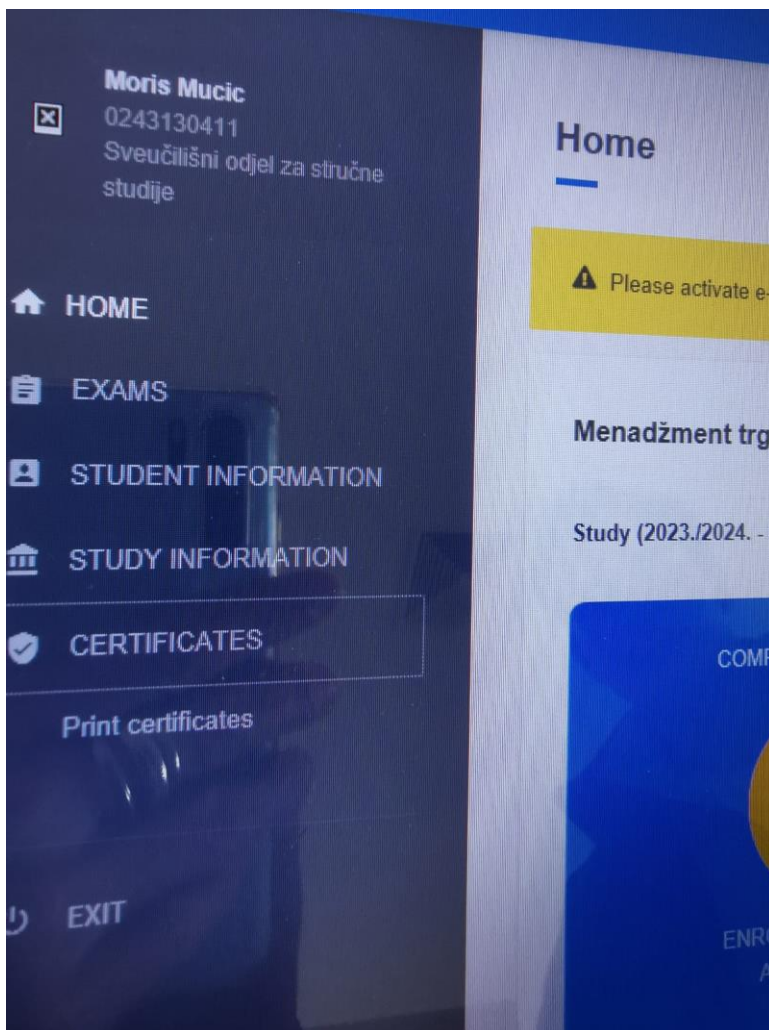 Moris Mucic
0243130411
Sveučilišni odjel za stručne
studije
HOME
EXAMS
STUDENT INFORMATION
STUDY INFORMATION
CERTIFICATES
Print certificates
EXIT
Home
Please activate e-
Menadžment trg
Study (2023./2024. -
COMP
ENRO
A